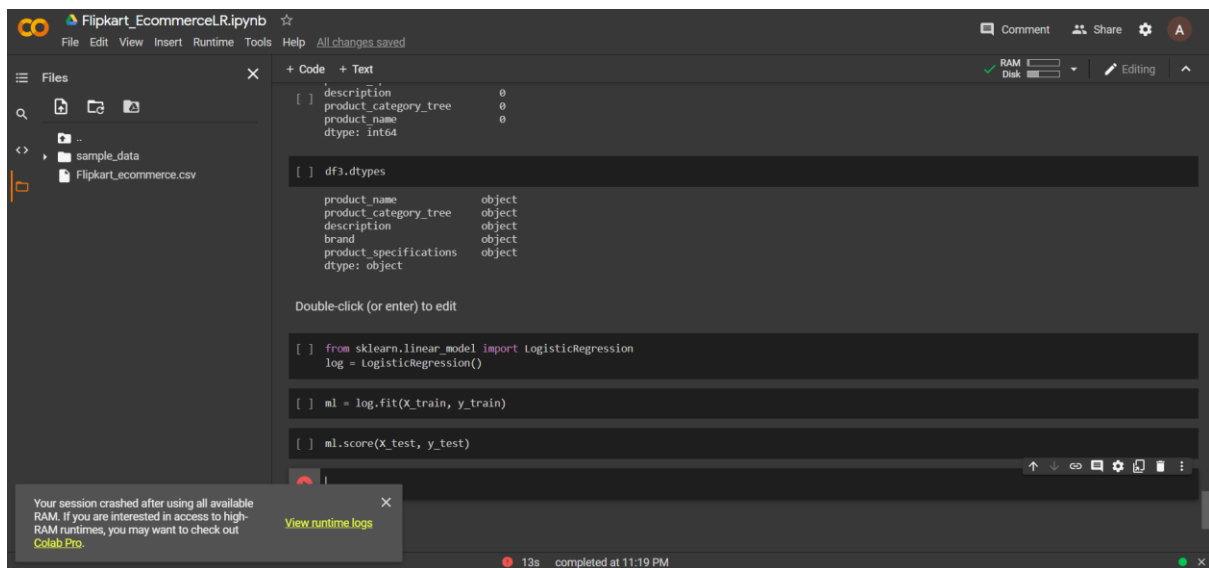 Flipkart_EcommerceLR.ipynb
File Edit View Insert Runtime Tools Help All changes saved
Comment Share A
Files
+ Code + Text
RAM
Disk
Editing
..
sample_data
Flipkart_ecommerce.csv
[ ]
description 0
product_category_tree 0
product_name 0
dtype: int64
[ ] df3.dtypes
product_name object
product_category_tree object
description object
brand object
product_specifications object
dtype: object
Double-click (or enter) to edit
[ ] from sklearn.linear_model import LogisticRegression
log = LogisticRegression()
[ ] ml = log.fit(X_train, y_train)
[ ] ml.score(X_test, y_test)
Your session crashed after using all available
RAM. If you are interested in access to high-
RAM runtimes, you may want to check out
Colab Pro.
View runtime logs
13s completed at 11:19 PM